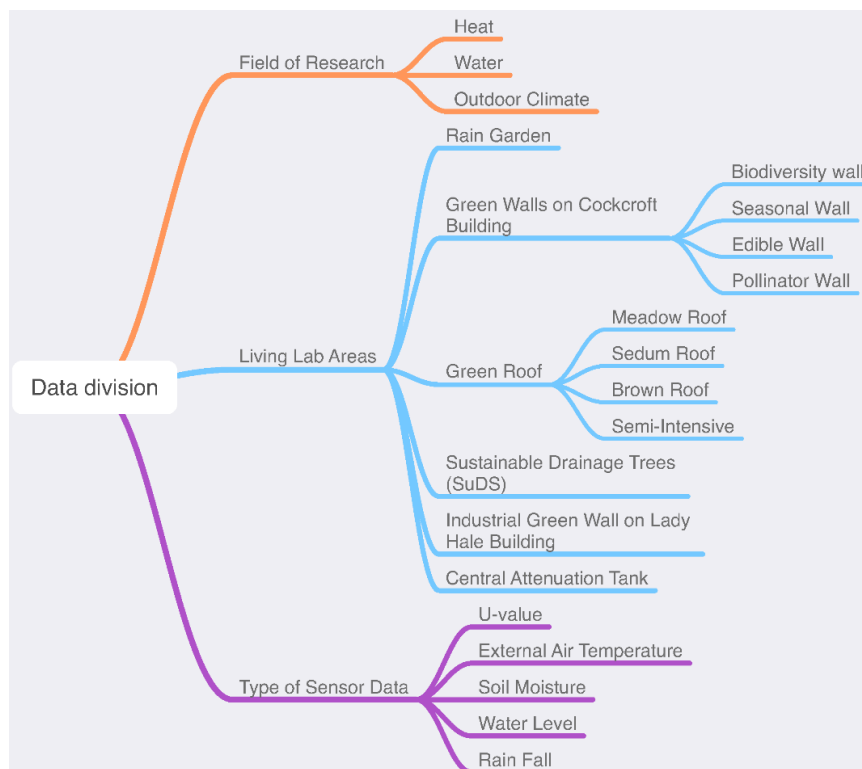 Heat
Field of Research
Water
Outdoor Climate
Rain Garden
Biodiversity wall
Green Walls on Cockcroft
Building
Seasonal Wall
Edible Wall
Pollinator Wall
Meadow Roof
Living Lab Areas
Sedum Roof
Green Roof
Data division
Brown Roof
Semi-Intensive
Sustainable Drainage Trees
(SuDS)
Industrial Green Wall on Lady
Hale Building
Central Attenuation Tank
U-value
External Air Temperature
Type of Sensor Data
Soil Moisture
Water Level
Rain Fall